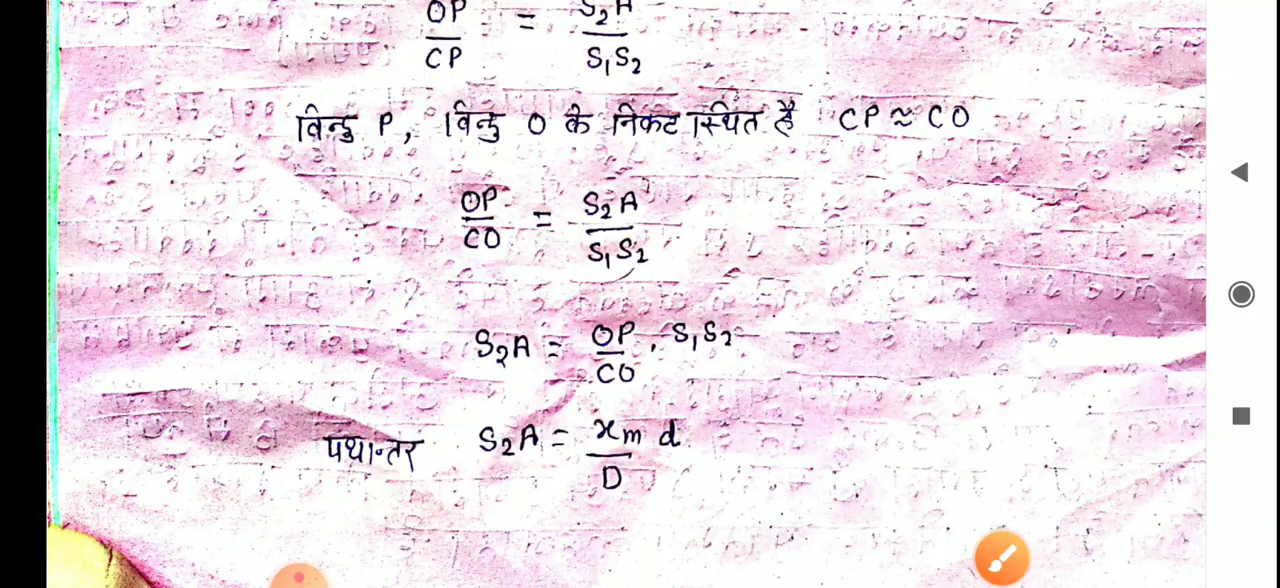 OP/CP = S₂A/S₁S₂
विन्दु P, विन्दु O के निकट स्थित है CP ≈ CO
OP/CO = S₂A/S₁S₂
S₂A = OP/CO . S₁S₂
पथान्तर S₂A = xm d/D